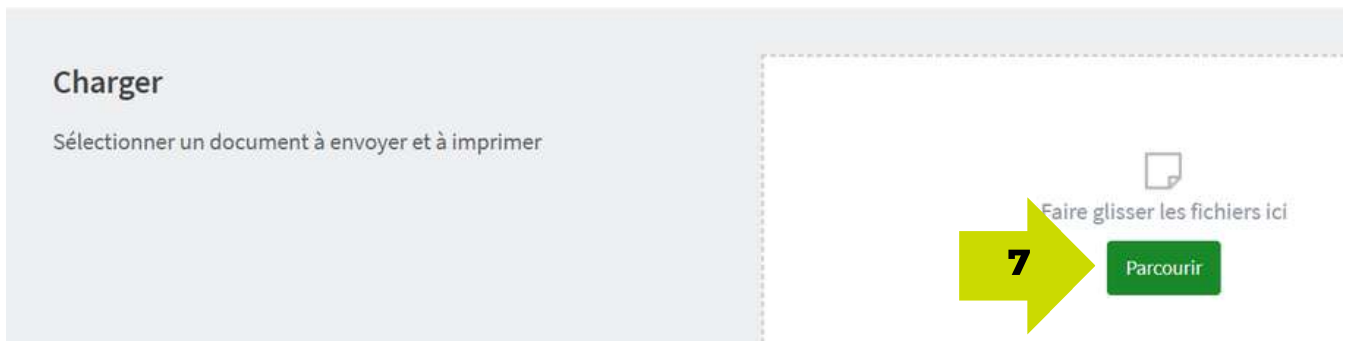 Charger
Sélectionner un document à envoyer et à imprimer
Faire glisser les fichiers ici
7
Parcourir